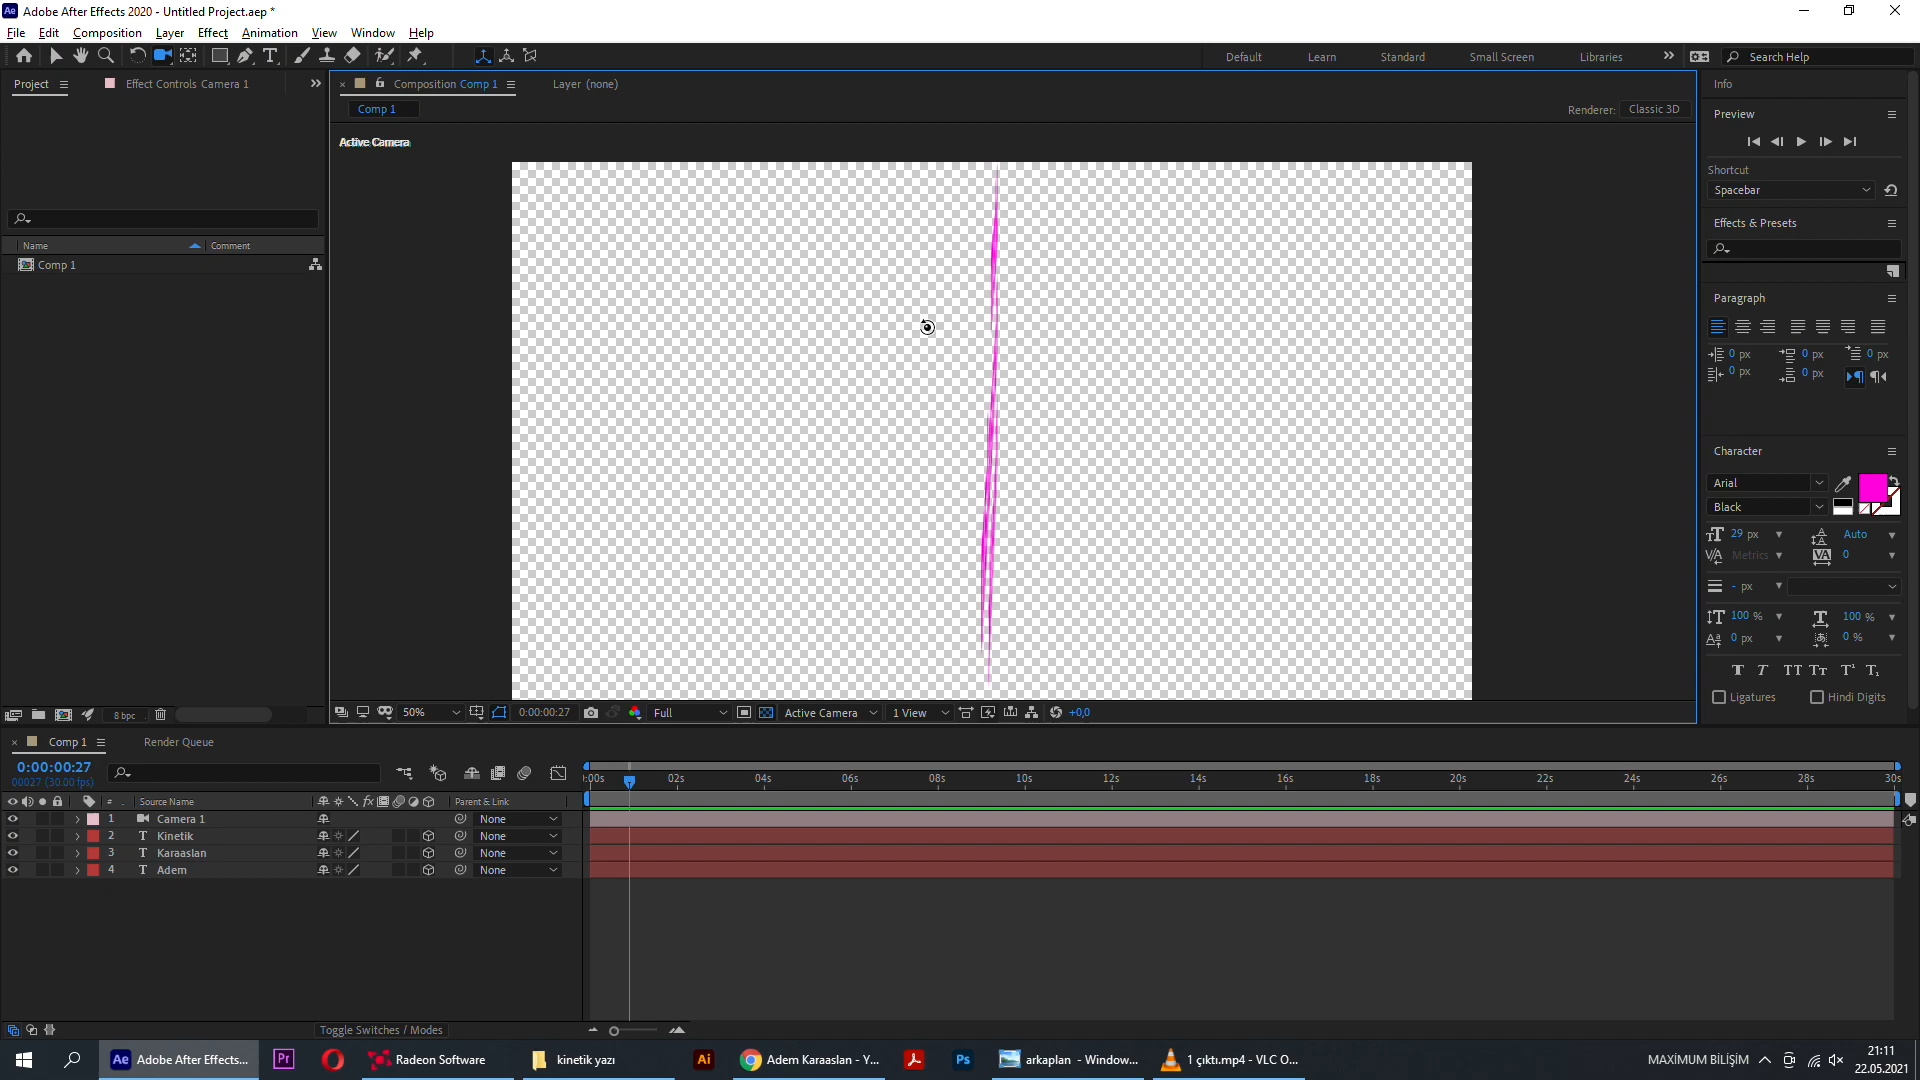 Adobe After Effects 2020 - Untitled Project.aep *
File Edit Composition Layer Effect Animation View Window Help
Default Learn Standard Small Screen Libraries Search Help
Project Effect Controls Camera 1
Composition Comp 1 Layer (none)
Info
Comp 1
Renderer: Classic 3D
Preview
Active Camera
Shortcut
Spacebar
Effects & Presets
Name Comment
Comp 1
Paragraph
0 px 0 px 0 px
0 px 0 px
Character
Arial
Black
29 px Auto
Metrics 0
- px
100 % 100 %
0 px 0 %
Ligatures Hindi Digits
8 bpc
50% 0:00:00:27 Full Active Camera 1 View +0,0
Comp 1 Render Queue
0:00:00:27
00027 (30.00 fps)
:00s 02s 04s 06s 08s 10s 12s 14s 16s 18s 20s 22s 24s 26s 28s 30s
# Source Name Parent & Link
1 Camera 1 None
2 Kinetik None
3 Karaaslan None
4 Adem None
Toggle Switches / Modes
Adobe After Effects... Radeon Software kinetik yazı Adem Karaaslan - Y... arkaplan - Window... 1 çıktı.mp4 - VLC O...
MAXİMUM BİLİŞİM
21:11
22.05.2021